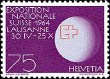 EXPOSITION
NATIONALE
SUISSE 1964
LAUSANNE
30 IV-25 X
75
HELVETIA